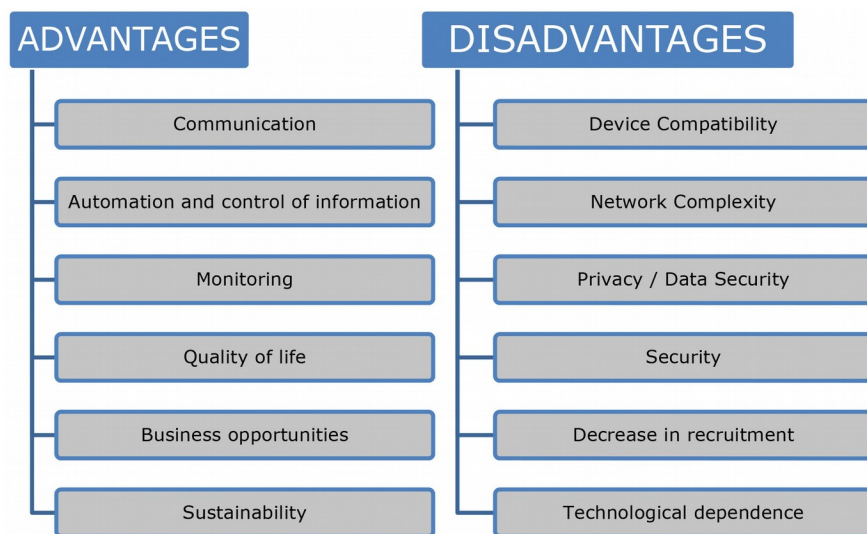 ADVANTAGES
Communication
Automation and control of information
Monitoring
Quality of life
Business opportunities
Sustainability
DISADVANTAGES
Device Compatibility
Network Complexity
Privacy / Data Security
Security
Decrease in recruitment
Technological dependence